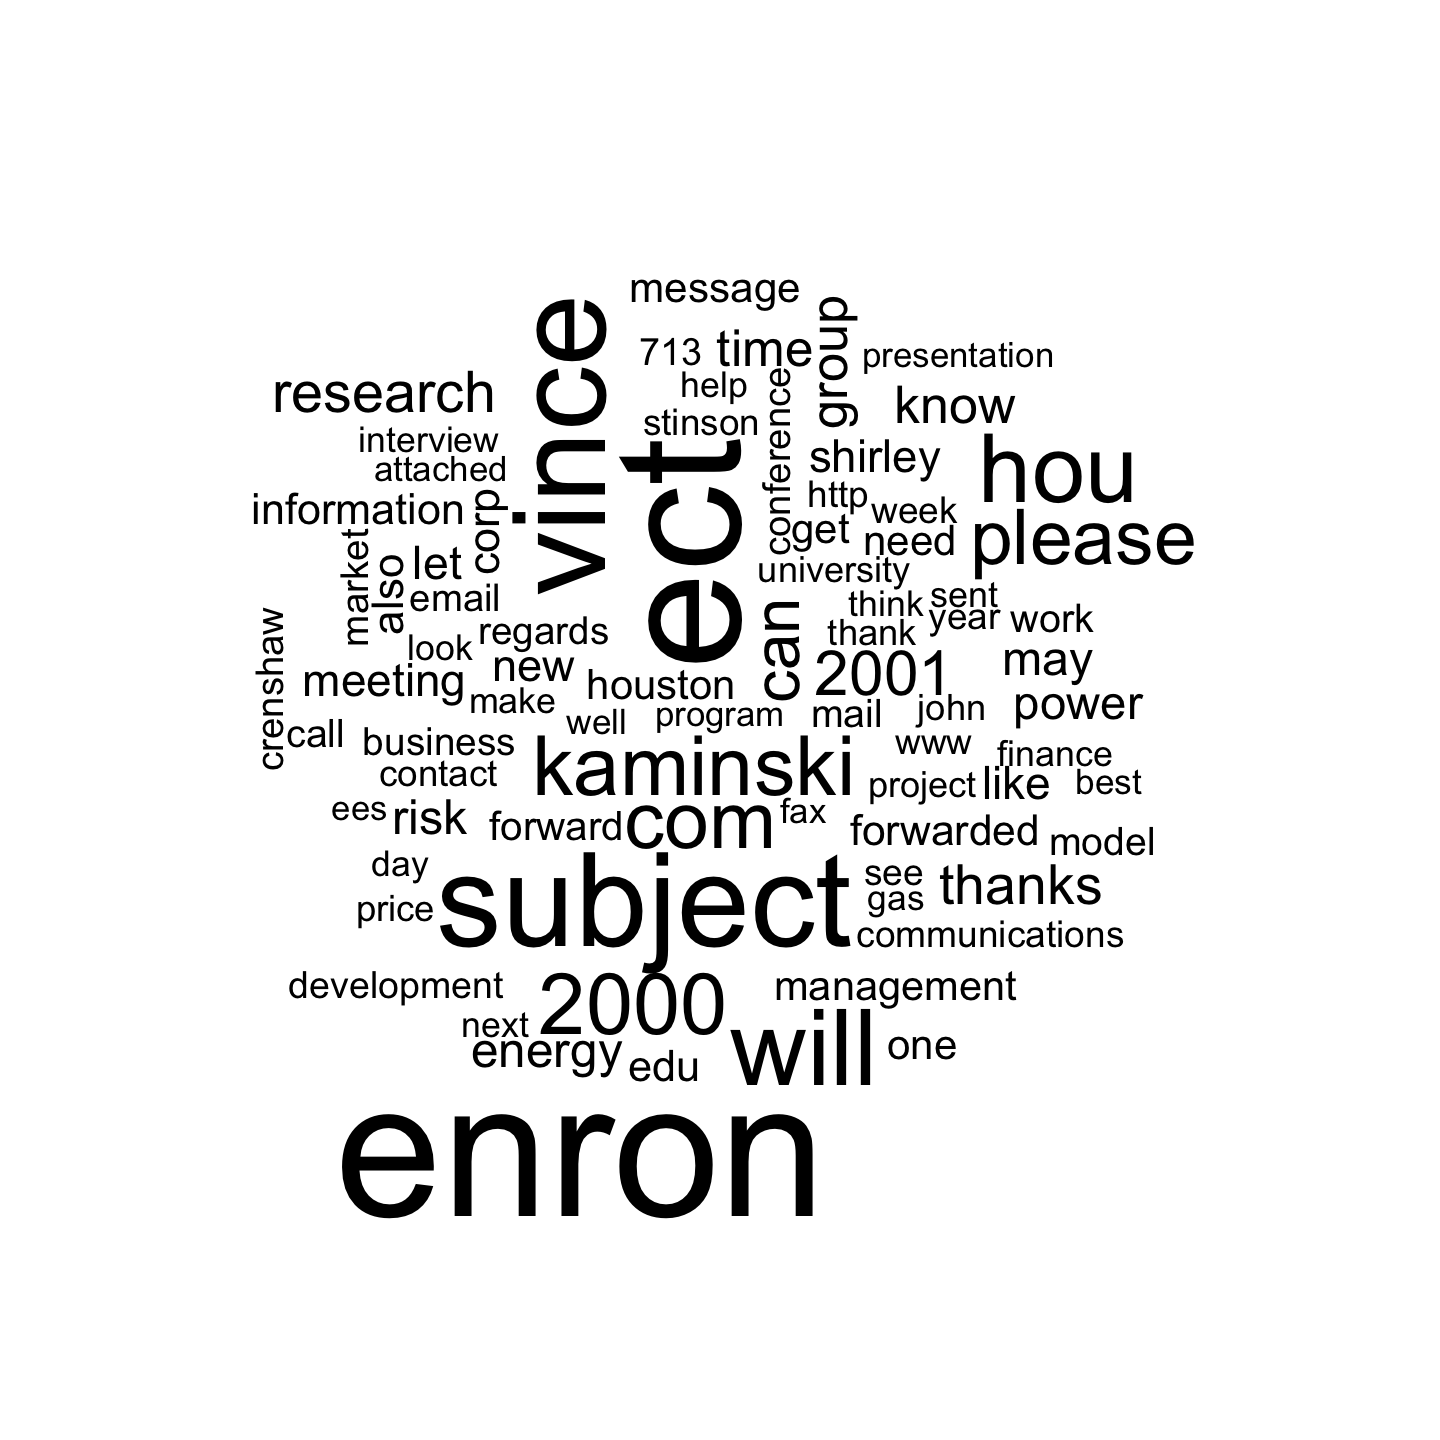 message
vince
713
time
group
presentation
research
help
conference
know
stinson
interview
attached
ect
shirley
hou
information
corp
http
week
get
need
please
market
also
let
university
email
think
sent
can
thank
year
work
crenshaw
look
regards
meeting
new
houston
2001
may
make
well
program
mail
john
power
call
business
www
finance
contact
kaminski
project
like
best
ees
risk
forward
com
fax
forwarded
model
day
subject
see
gas
thanks
price
communications
development
2000
management
next
energy
edu
will
one
enron